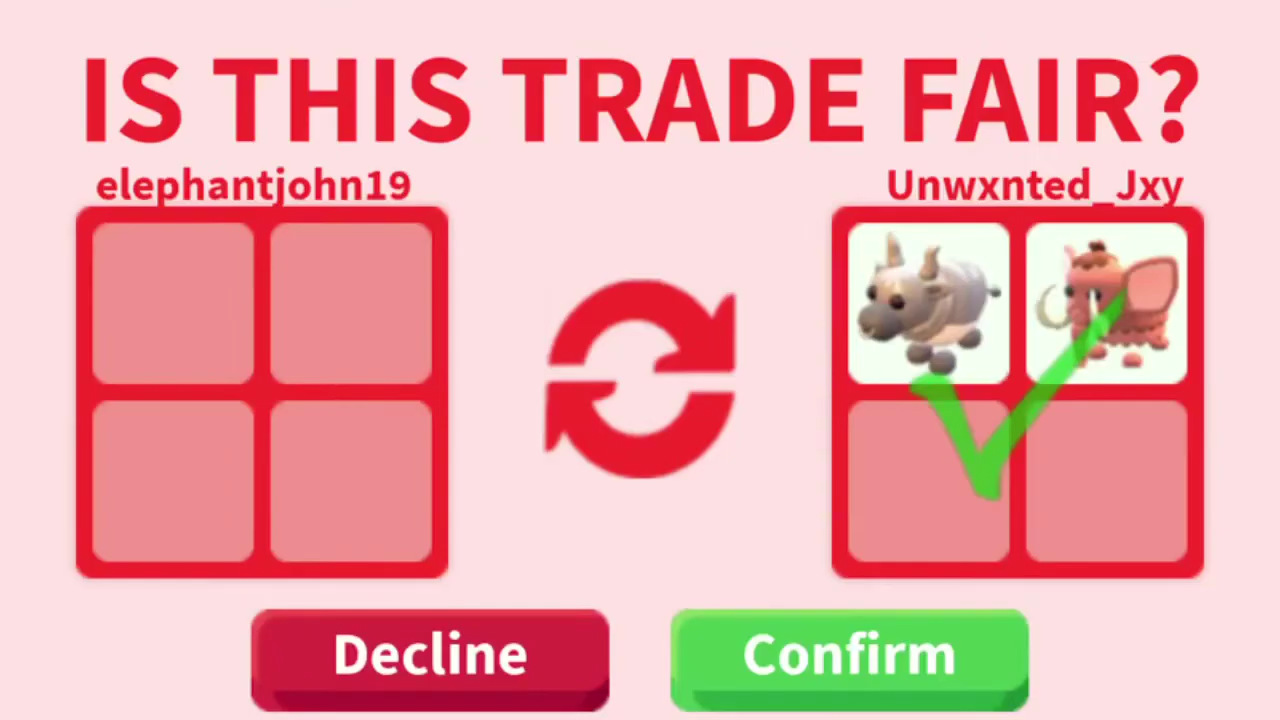 IS THIS TRADE FAIR?
elephantjohn19
Unwxnted_Jxy
Decline
Confirm